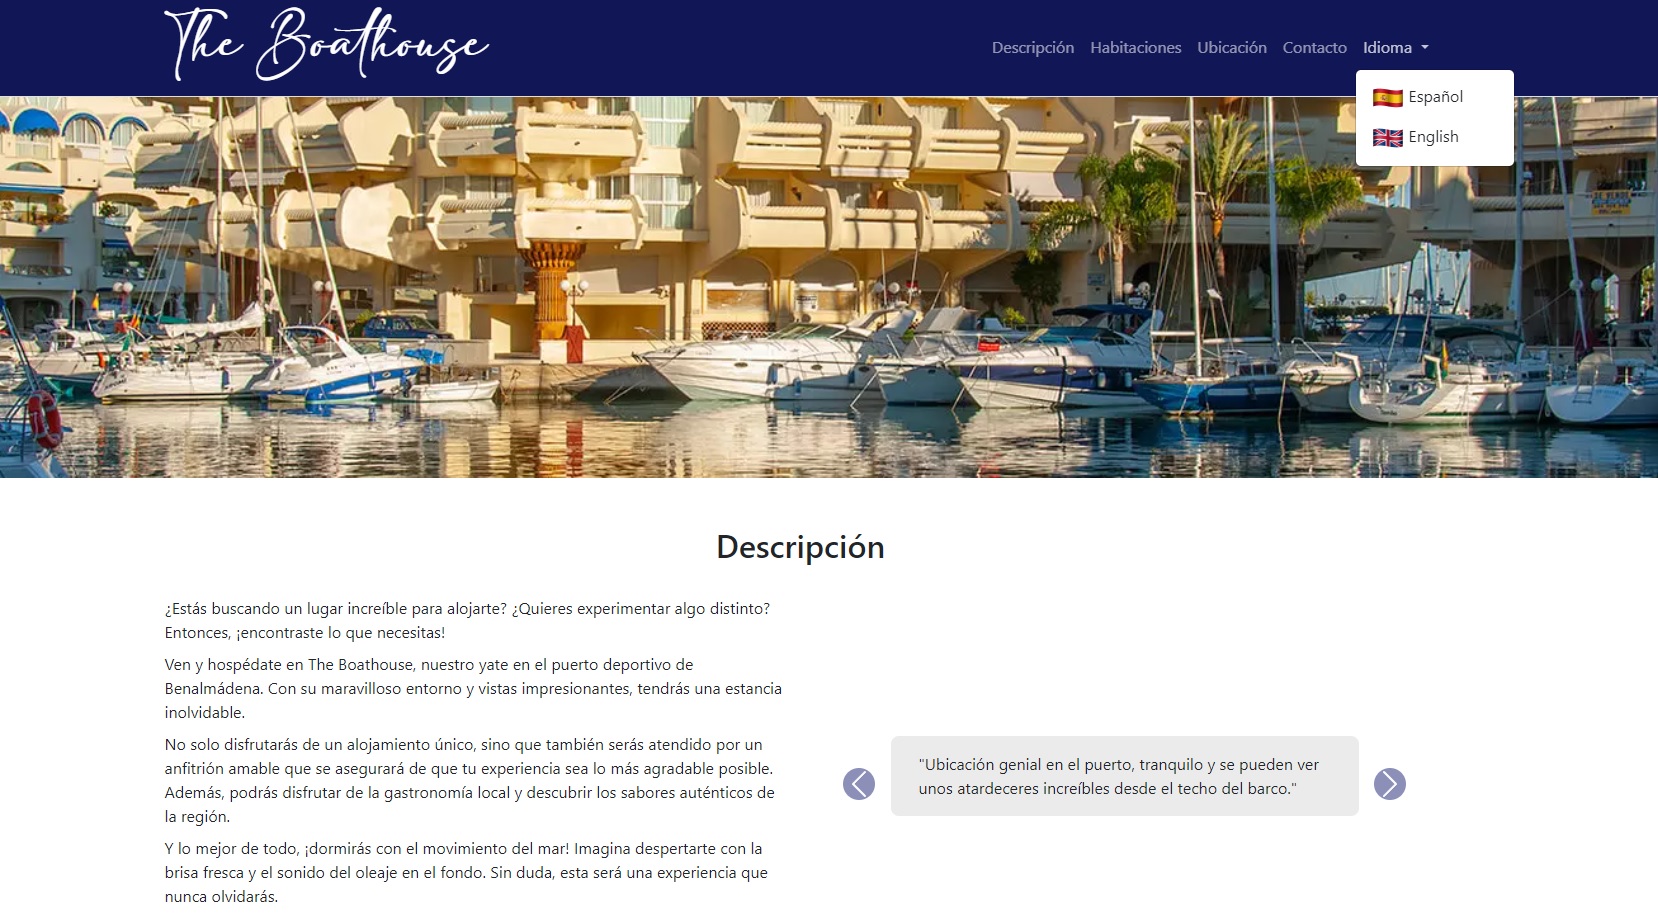 The Boathouse
Descripción Habitaciones Ubicación Contacto Idioma
Español
English
Descripción
¿Estás buscando un lugar increíble para alojarte? ¿Quieres experimentar algo distinto?
Entonces, ¡encontraste lo que necesitas!
Ven y hospédate en The Boathouse, nuestro yate en el puerto deportivo de
Benalmádena. Con su maravilloso entorno y vistas impresionantes, tendrás una estancia
inolvidable.
No solo disfrutarás de un alojamiento único, sino que también serás atendido por un
anfitrión amable que se asegurará de que tu experiencia sea lo más agradable posible.
Además, podrás disfrutar de la gastronomía local y descubrir los sabores auténticos de
la región.
Y lo mejor de todo, ¡dormirás con el movimiento del mar! Imagina despertarte con la
brisa fresca y el sonido del oleaje en el fondo. Sin duda, esta será una experiencia que
nunca olvidarás.
"Ubicación genial en el puerto, tranquilo y se pueden ver
unos atardeceres increíbles desde el techo del barco."